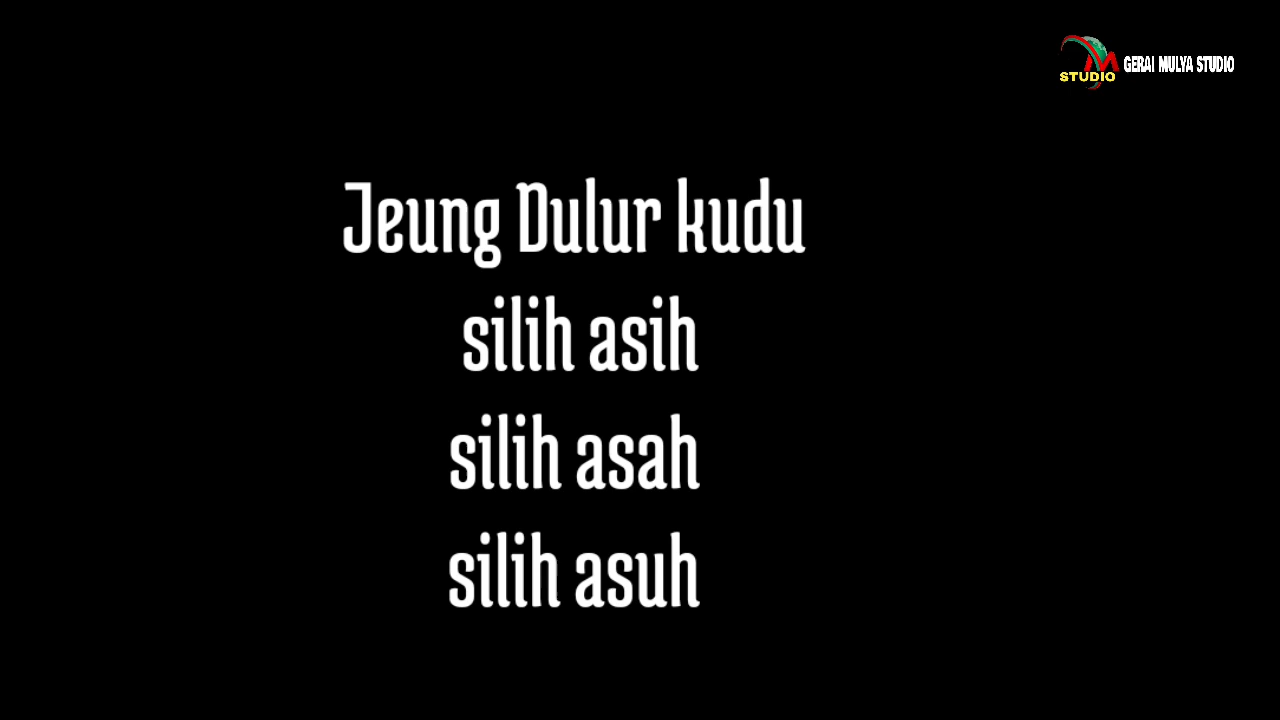 M STUDIO GERAI MULYA STUDIO
Jeung Dulur kudu
silih asih
silih asah
silih asuh